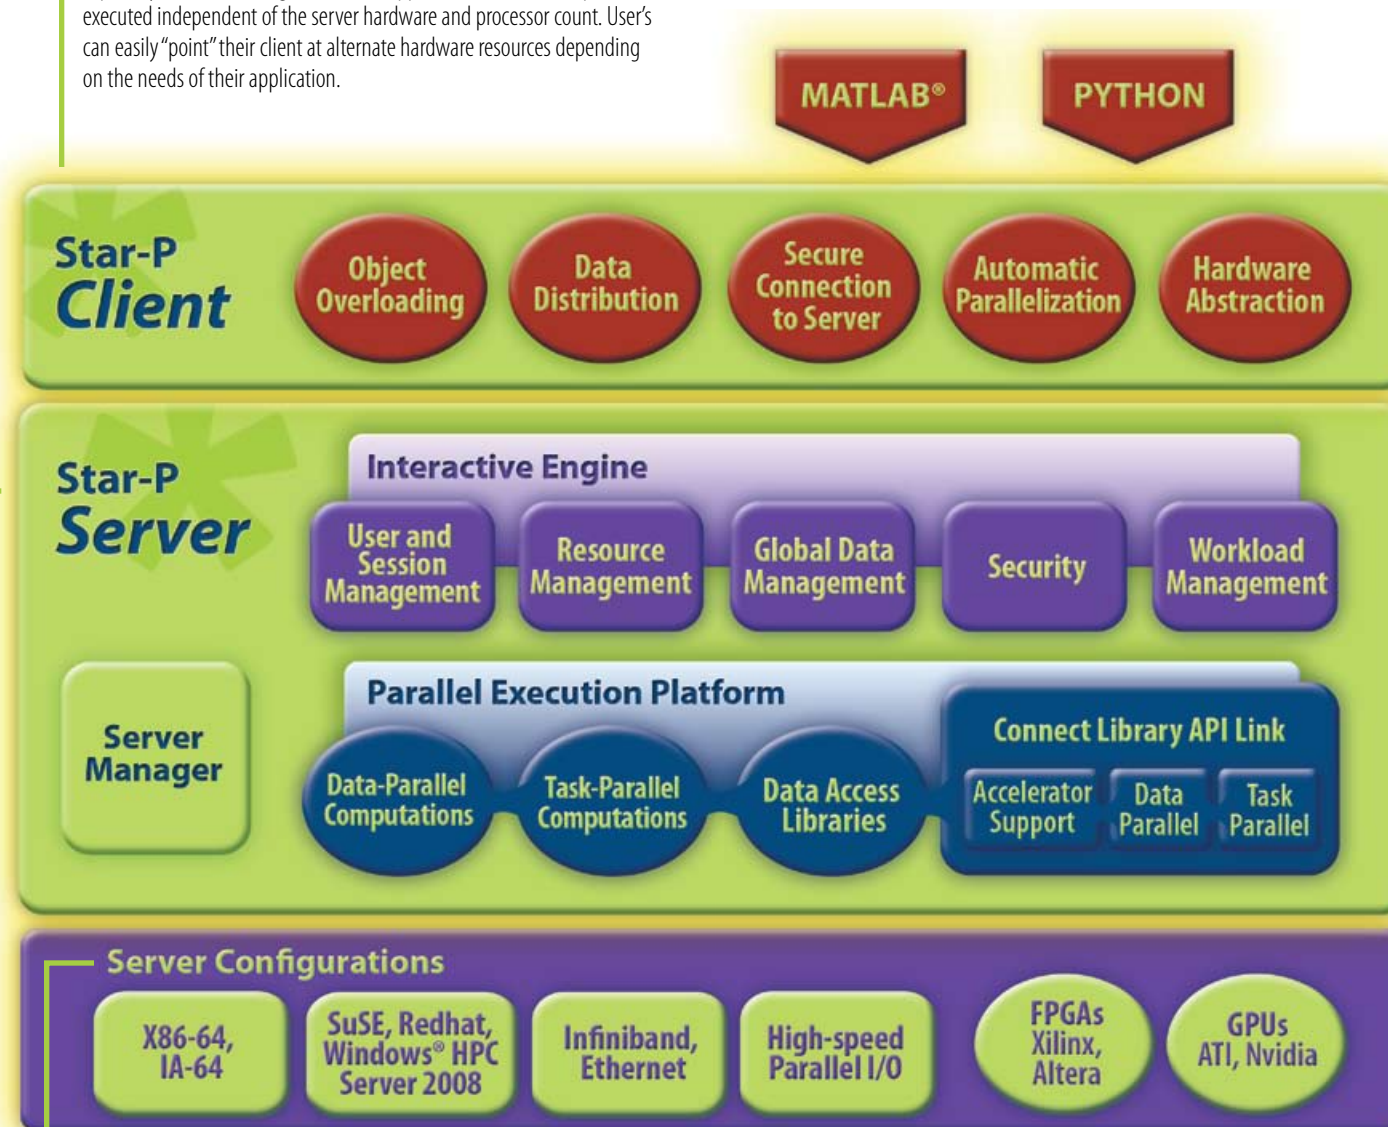 executed independent of the server hardware and processor count. User's
can easily "point" their client at alternate hardware resources depending
on the needs of their application.
MATLAB®
PYTHON
Star-P
Client
Object
Overloading
Data
Distribution
Secure
Connection
to Server
Automatic
Parallelization
Hardware
Abstraction
Star-P
Server
Interactive Engine
User and
Session
Management
Resource
Management
Global Data
Management
Security
Workload
Management
Server
Manager
Parallel Execution Platform
Data-Parallel
Computations
Task-Parallel
Computations
Data Access
Libraries
Connect Library API Link
Accelerator
Support
Data
Parallel
Task
Parallel
Server Configurations
X86-64,
IA-64
SuSE, Redhat,
Windows® HPC
Server 2008
Infiniband,
Ethernet
High-speed
Parallel I/O
FPGAs
Xilinx,
Altera
GPUs
ATI, Nvidia